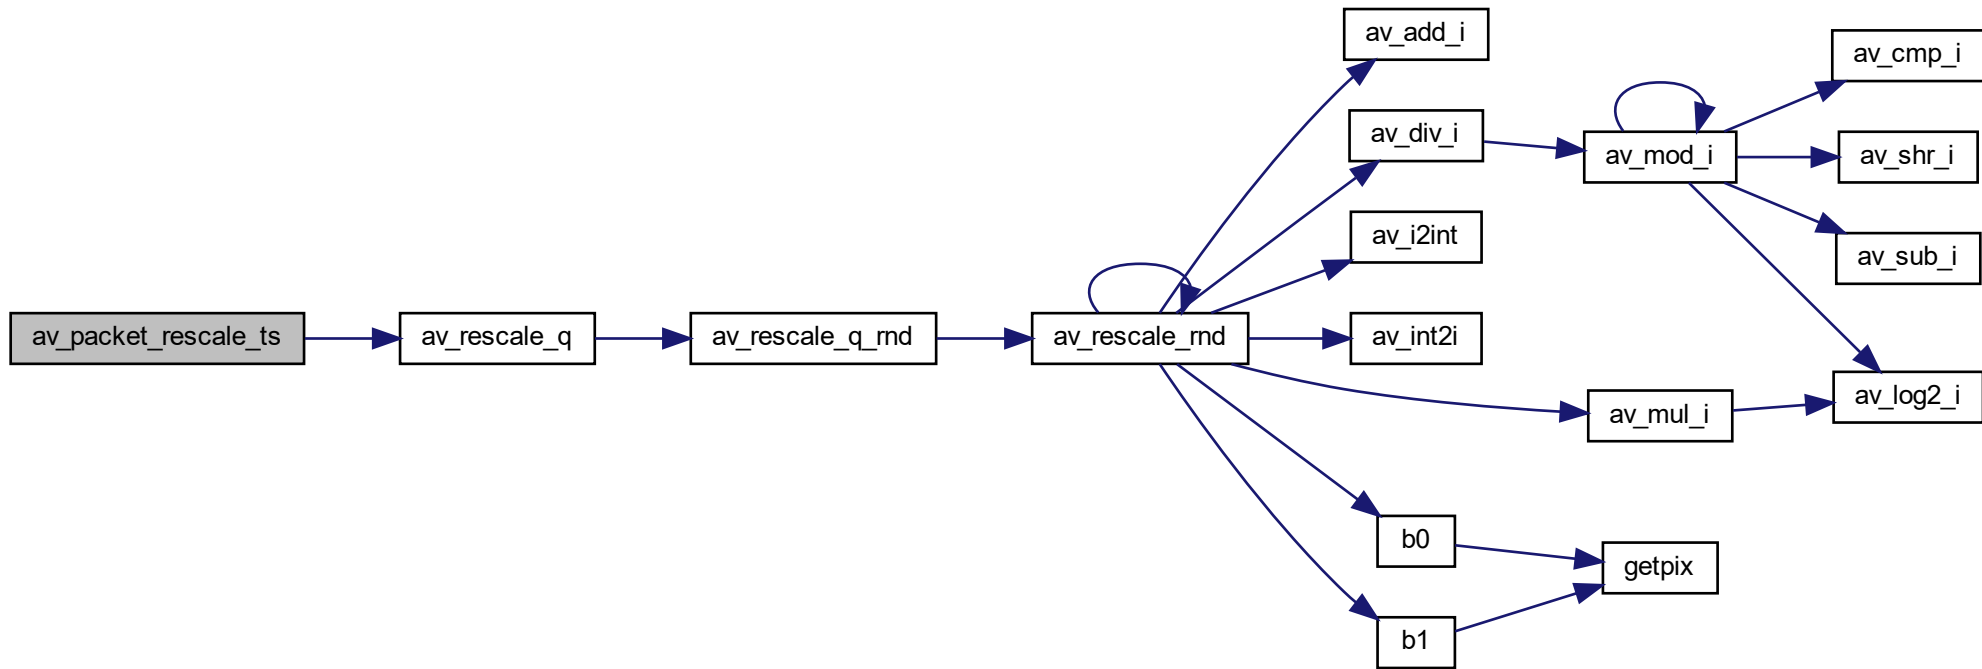 av_packet_rescale_ts
av_rescale_q
av_rescale_q_rnd
av_rescale_rnd
av_add_i
av_div_i
av_i2int
av_int2i
av_mul_i
b0
b1
av_mod_i
getpix
av_cmp_i
av_shr_i
av_sub_i
av_log2_i